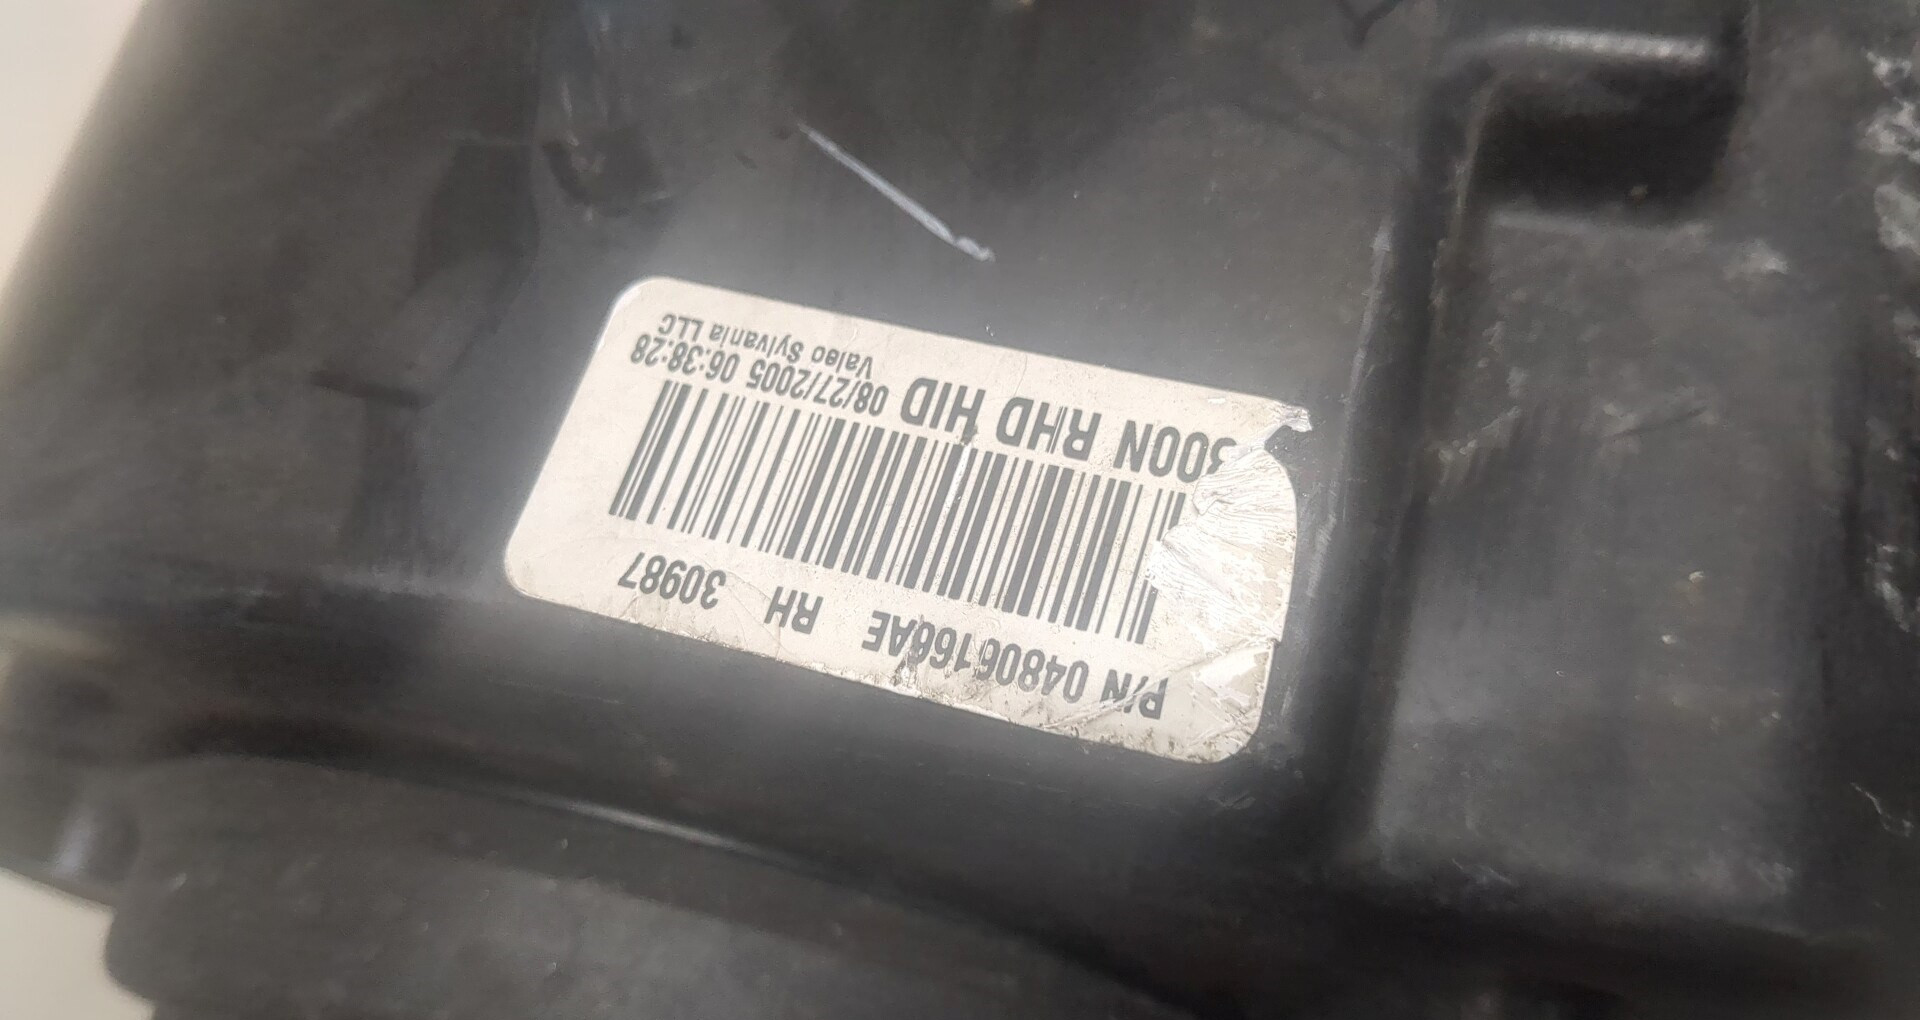 P/N 04806166AE RH 30987
300N RHD HID 08/27/2005 06:38:28
Valeo Sylvania LLC